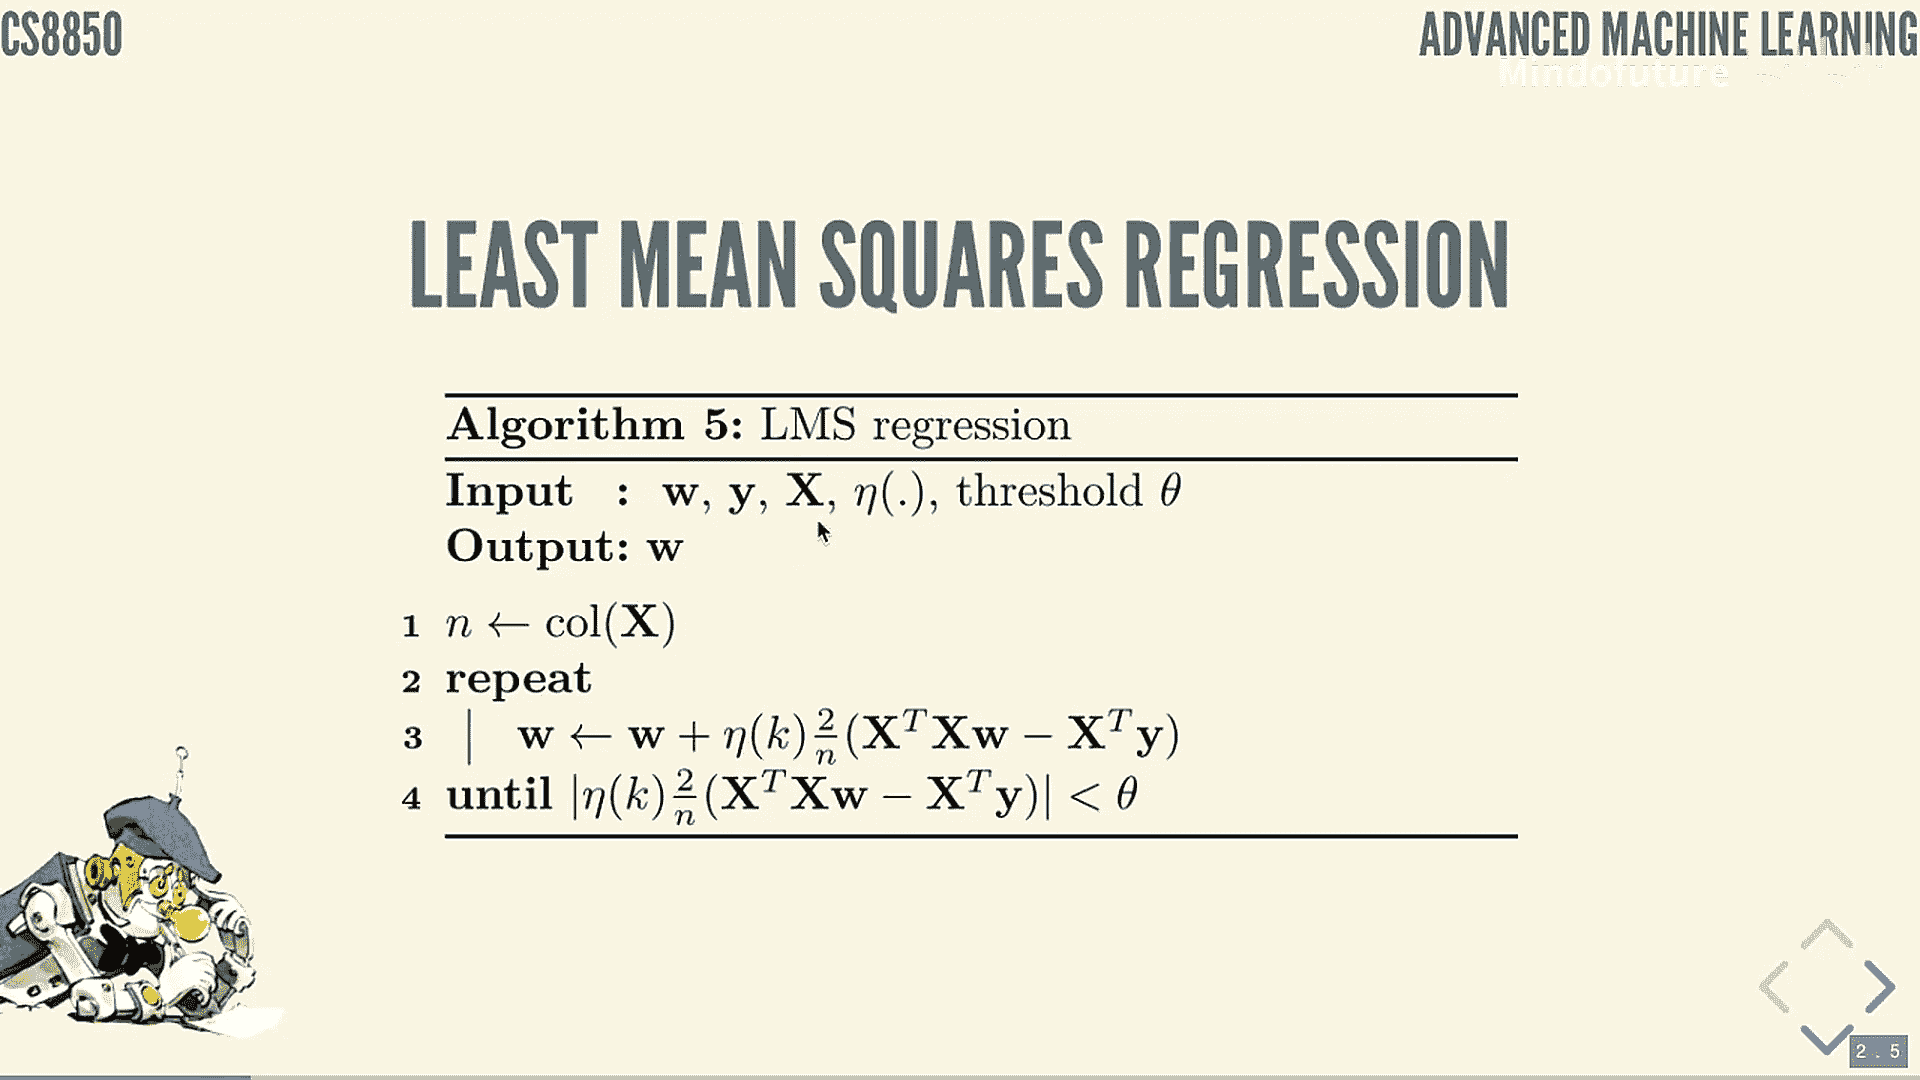 CS8850
ADVANCED MACHINE LEARNING
Mindofuture
LEAST MEAN SQUARES REGRESSION
Algorithm 5: LMS regression
Input : w, y, X, η(.), threshold θ
Output: w
1 n ← col(X)
2 repeat
3 w ← w + η(k) 2/n (X^T Xw − X^T y)
4 until |η(k) 2/n (X^T Xw − X^T y)| < θ
2 . 5